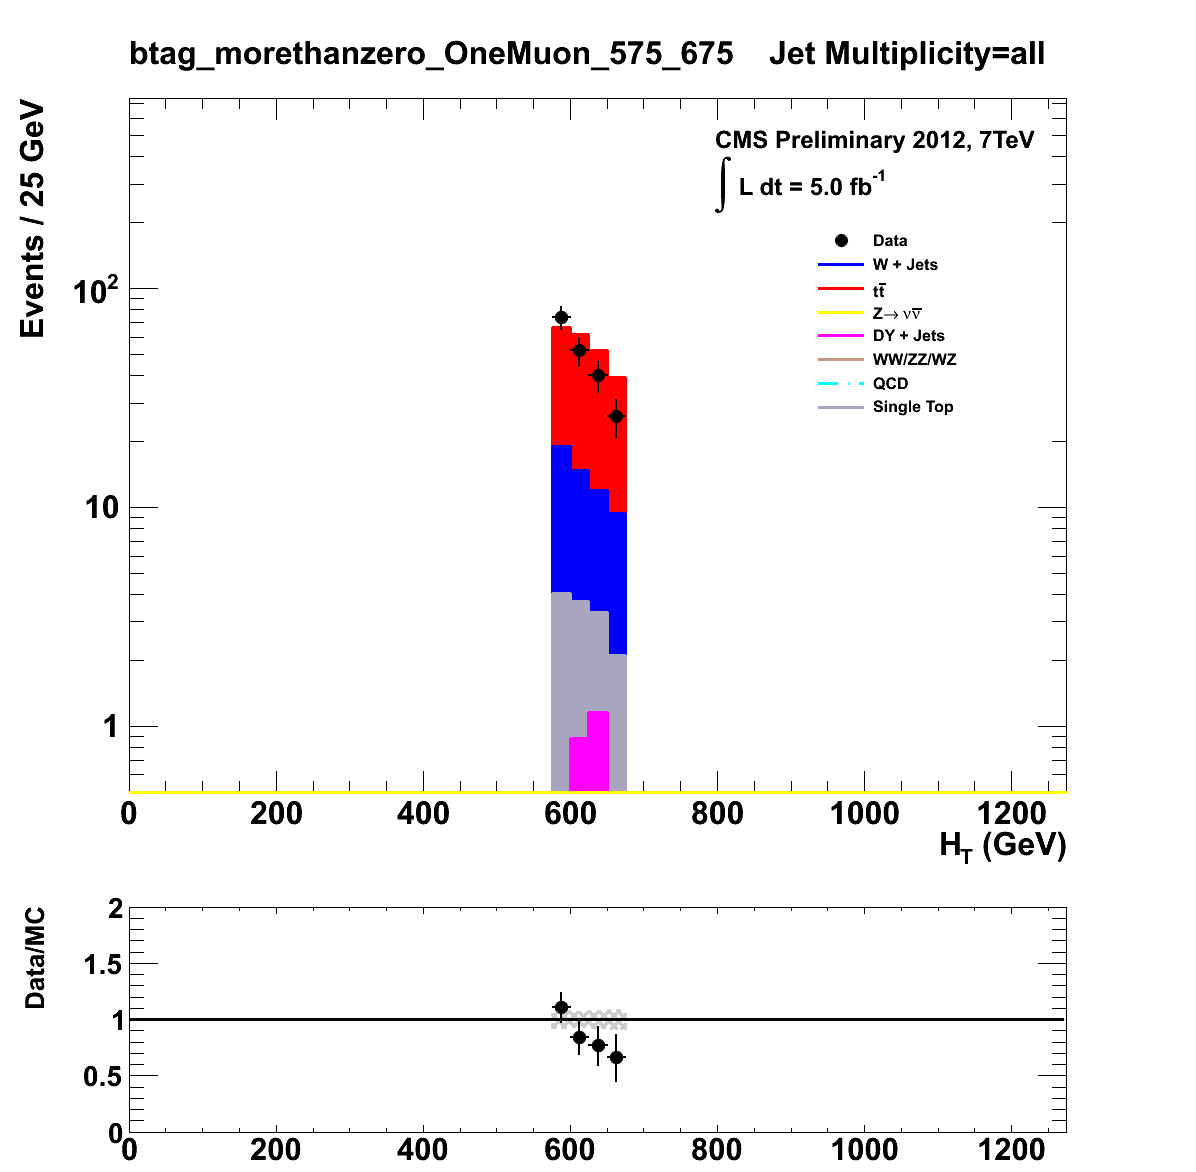 btag_morethanzero_OneMuon_575_675 Jet Multiplicity=all
Events / 25 GeV
CMS Preliminary 2012, 7TeV
∫ L dt = 5.0 fb⁻¹
Data
W + Jets
tt̅
Z→ νν̅
DY + Jets
WW/ZZ/WZ
QCD
Single Top
10²
10
1
0 200 400 600 800 1000 1200
H_T (GeV)
Data/MC
2
1.5
1
0.5
0
0 200 400 600 800 1000 1200